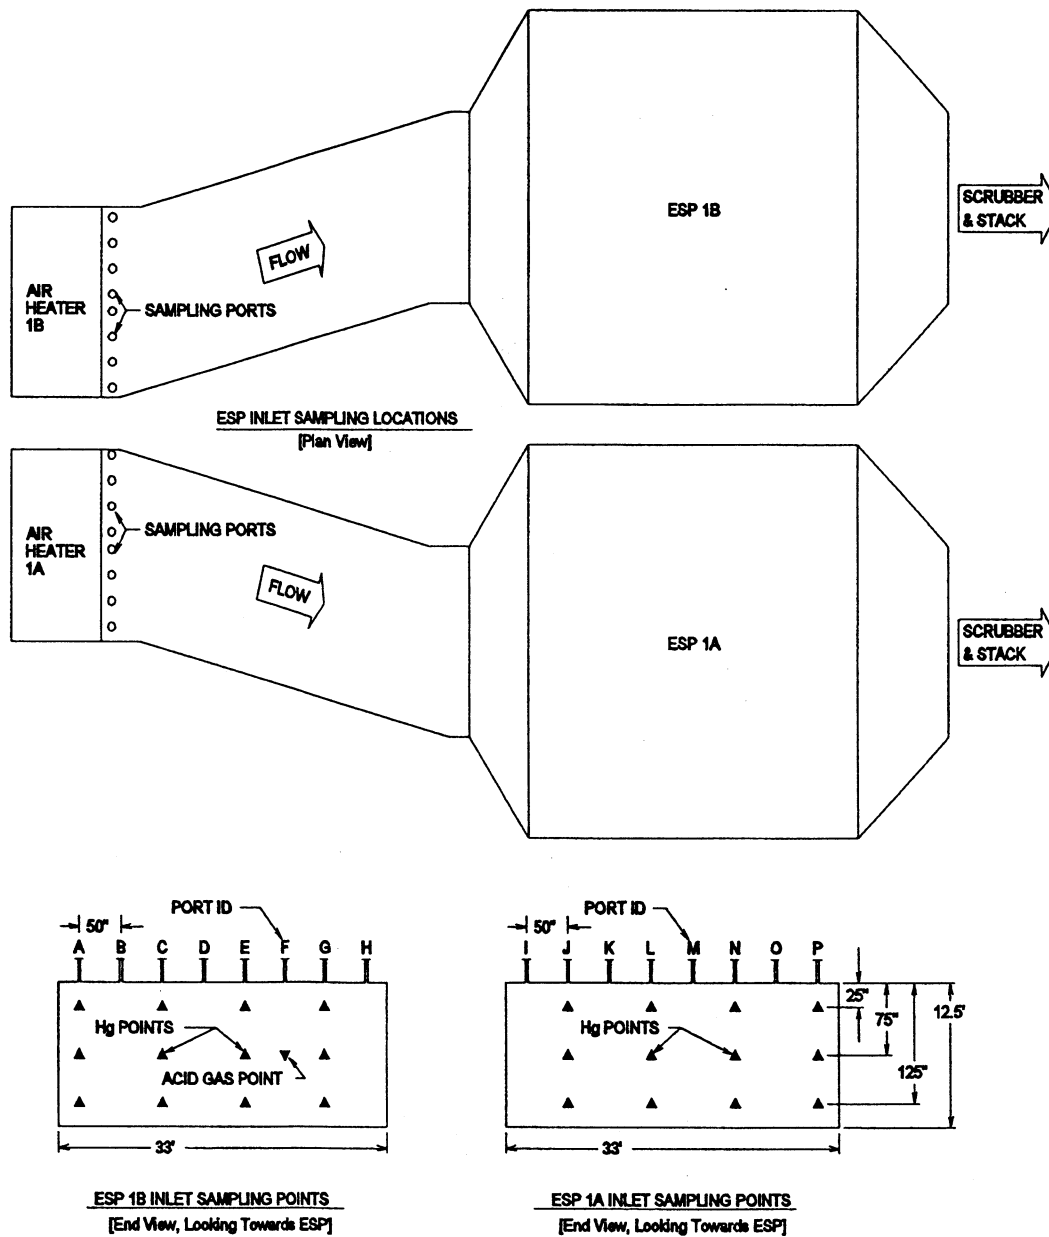 ESP 1B
SCRUBBER
& STACK
FLOW
AIR
HEATER
1B
SAMPLING PORTS
ESP INLET SAMPLING LOCATIONS
[Plan View]
SAMPLING PORTS
AIR
HEATER
1A
FLOW
ESP 1A
SCRUBBER
& STACK
PORT ID
50"
A B C D E F G H
Hg POINTS
ACID GAS POINT
33'
ESP 1B INLET SAMPLING POINTS
[End View, Looking Towards ESP]
PORT ID
50"
I J K L M N O P
25"
12.5'
75"
Hg POINTS
125"
33'
ESP 1A INLET SAMPLING POINTS
[End View, Looking Towards ESP]